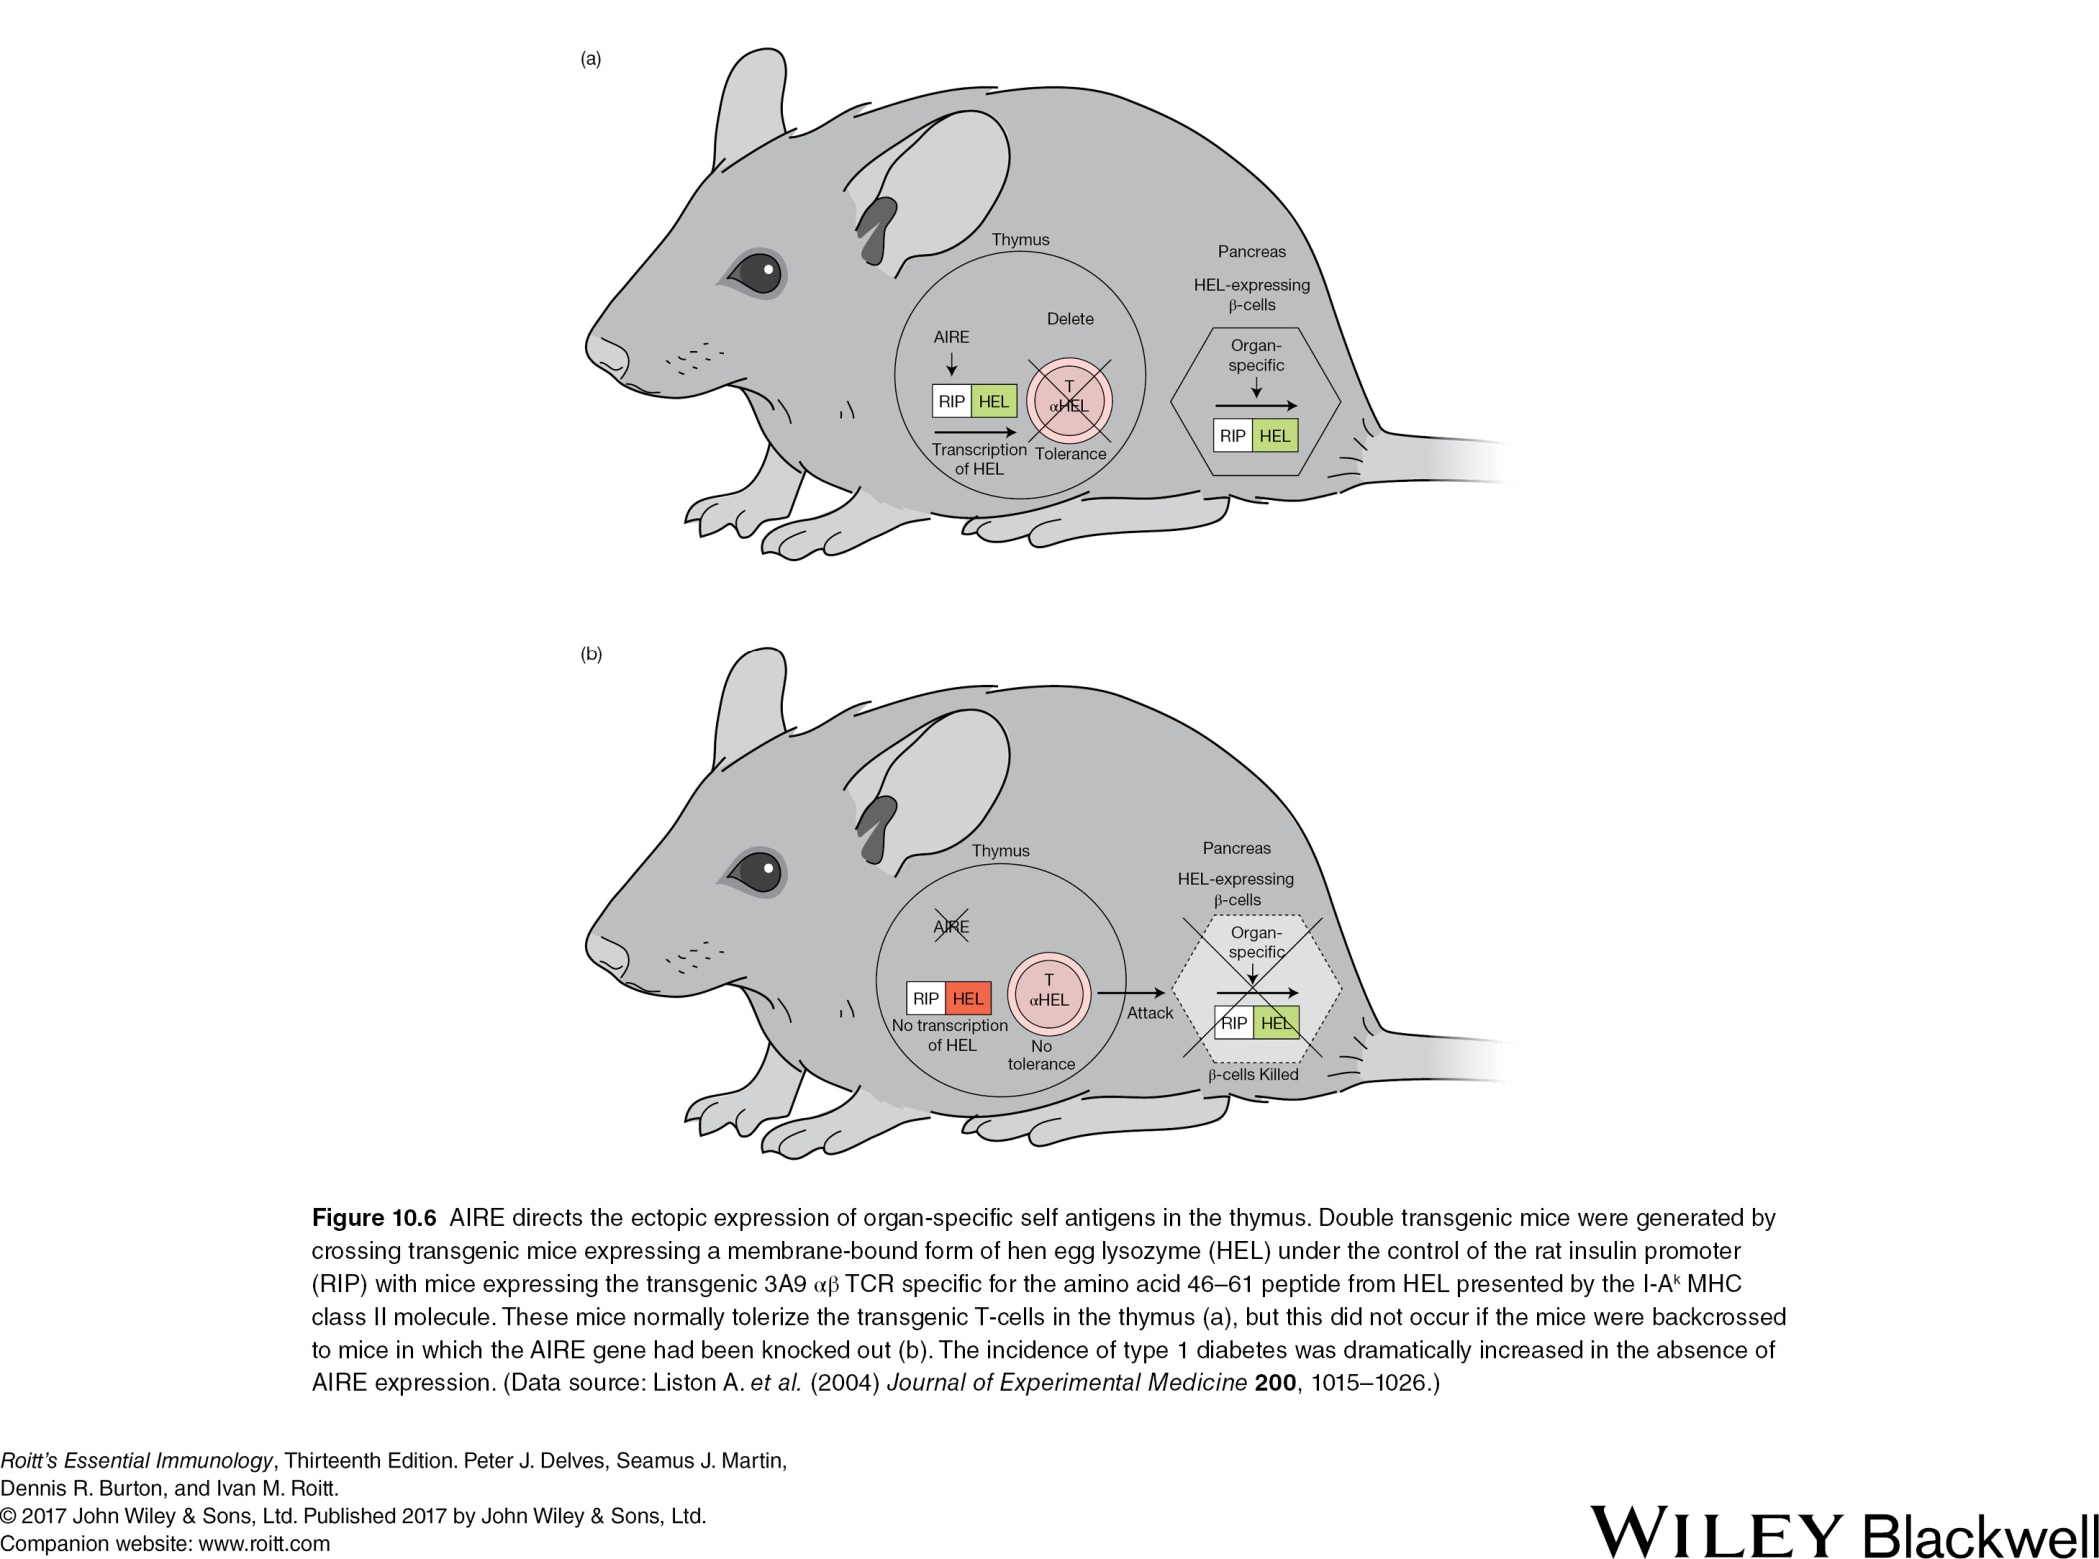 (a)
Thymus
Pancreas
HEL-expressing
β-cells
Delete
AIRE
Organ-
specific
RIP HEL
T
αHEL
RIP HEL
Transcription
of HEL
Tolerance
(b)
Thymus
Pancreas
HEL-expressing
β-cells
AIRE
Organ-
specific
T
αHEL
RIP HEL
Attack
RIP HEL
No transcription
of HEL
No
tolerance
β-cells Killed
Figure 10.6 AIRE directs the ectopic expression of organ-specific self antigens in the thymus. Double transgenic mice were generated by
crossing transgenic mice expressing a membrane-bound form of hen egg lysozyme (HEL) under the control of the rat insulin promoter
(RIP) with mice expressing the transgenic 3A9 αβ TCR specific for the amino acid 46–61 peptide from HEL presented by the I-Aᵏ MHC
class II molecule. These mice normally tolerize the transgenic T-cells in the thymus (a), but this did not occur if the mice were backcrossed
to mice in which the AIRE gene had been knocked out (b). The incidence of type 1 diabetes was dramatically increased in the absence of
AIRE expression. (Data source: Liston A. et al. (2004) Journal of Experimental Medicine 200, 1015–1026.)
Roitt's Essential Immunology, Thirteenth Edition. Peter J. Delves, Seamus J. Martin,
Dennis R. Burton, and Ivan M. Roitt.
© 2017 John Wiley & Sons, Ltd. Published 2017 by John Wiley & Sons, Ltd.
Companion website: www.roitt.com
WILEY Blackwell